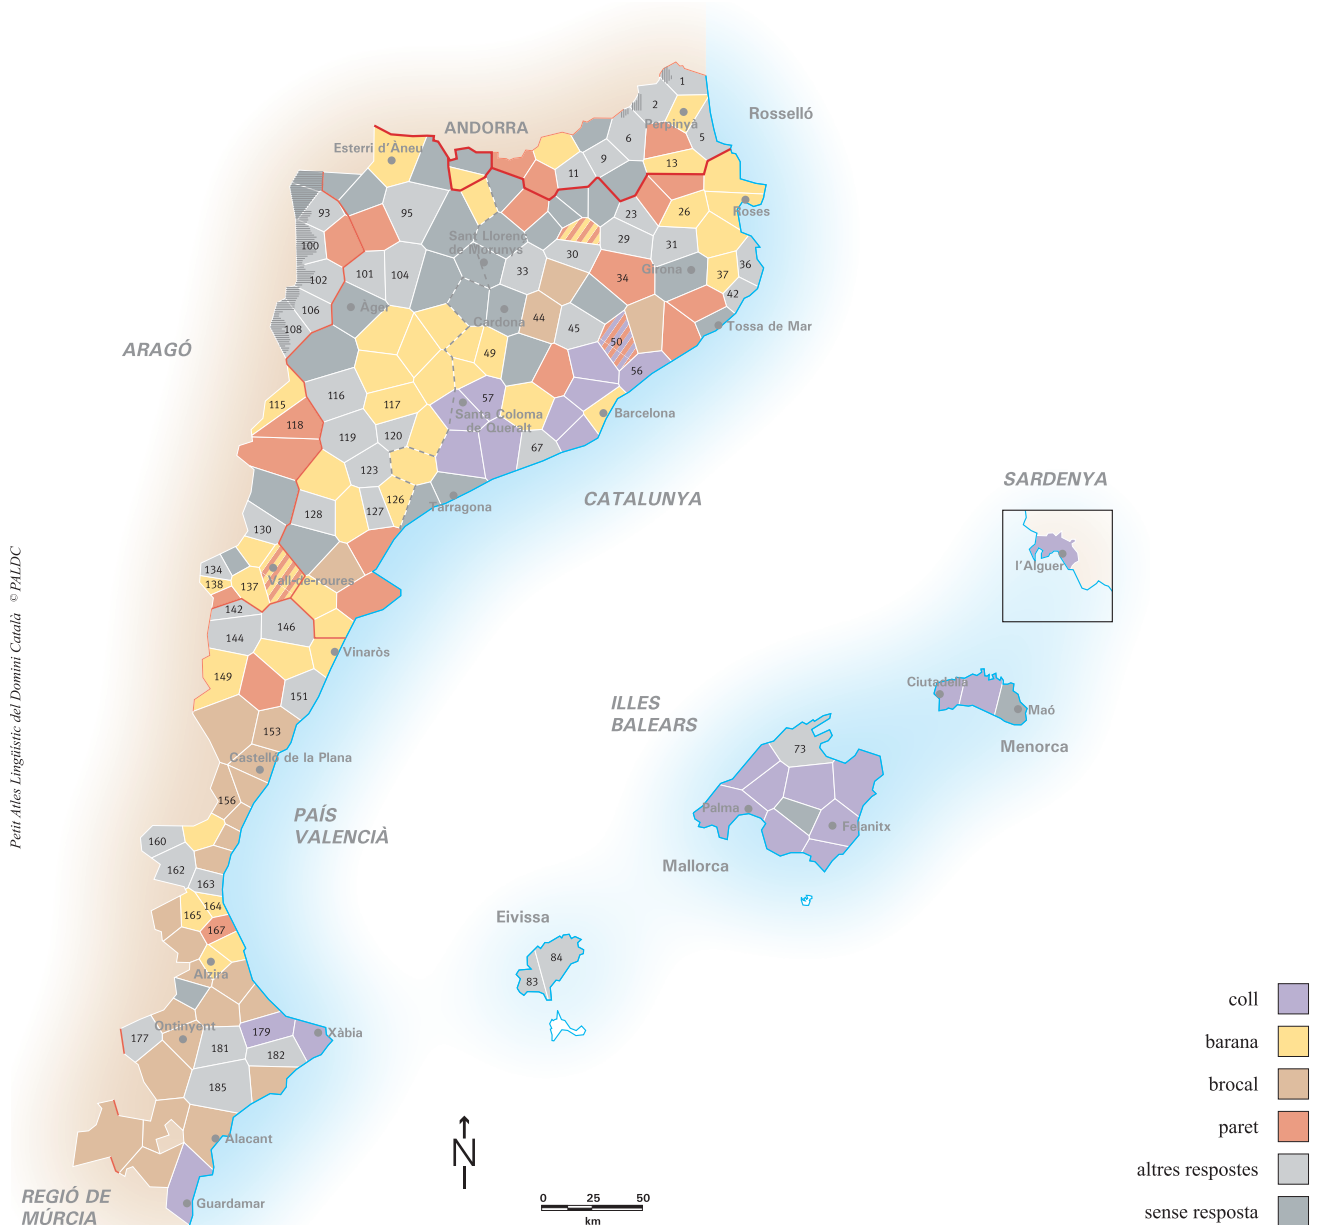 1
2
Rosselló
Perpinyà
ANDORRA
6
5
Esterri d'Àneu
9
13
11
93
95
23
26
Roses
100
Sant Llorenç
de Morunys
29
31
30
36
102
101
104
33
34
Girona
37
42
106
Àger
Cardona
44
108
45
Tossa de Mar
ARAGÓ
49
50
56
116
57
115
117
Santa Coloma
de Queralt
Barcelona
118
119
120
67
123
SARDENYA
126
CATALUNYA
128
127
Tarragona
130
l'Alguer
134
138
137
Vall-de-roures
142
146
144
Vinaròs
149
151
Ciutadella
ILLES
BALEARS
Maó
153
Menorca
73
Castelló de la Plana
156
Palma
PAÍS
VALENCIÀ
Felanitx
160
Mallorca
162
163
164
165
Eivissa
167
84
Alzira
83
coll
Ontinyent
179
Xàbia
177
181
182
barana
185
brocal
paret
Alacant
N
altres respostes
REGIÓ DE
MÚRCIA
Guardamar
0 25 50
km
sense resposta
Petit Atles Lingüístic del Domini Català © PALDC